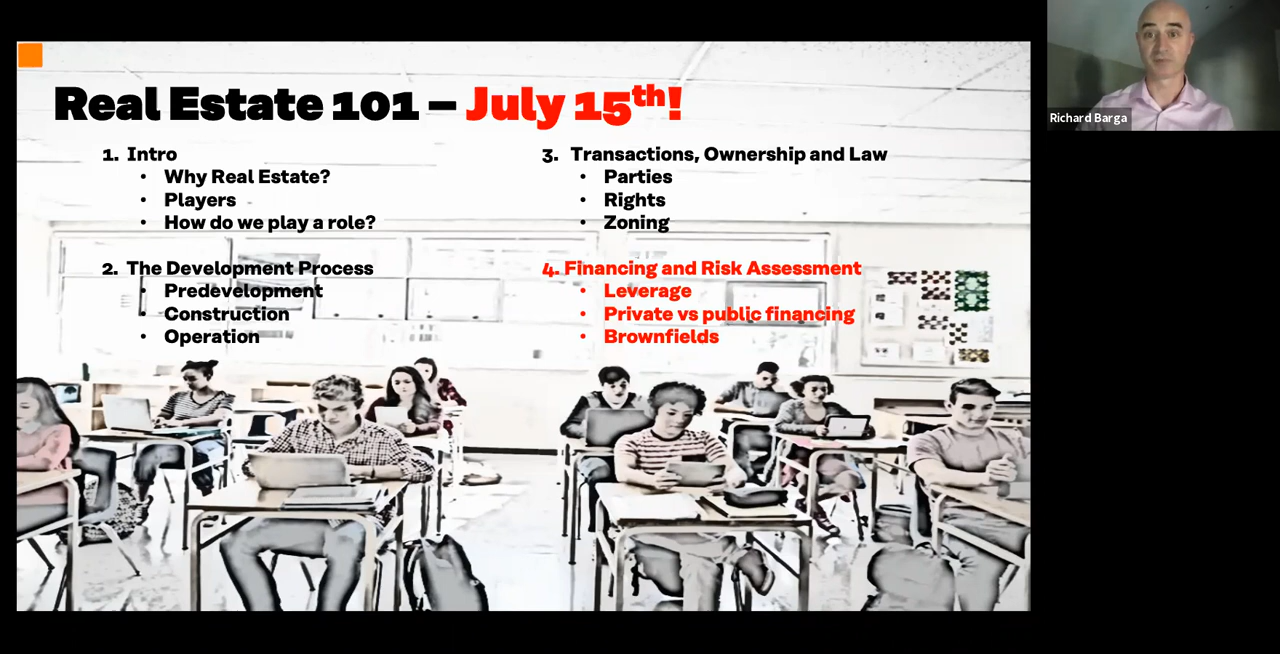 Real Estate 101 – July 15th!
1. Intro
• Why Real Estate?
• Players
• How do we play a role?
2. The Development Process
• Predevelopment
• Construction
• Operation
3. Transactions, Ownership and Law
• Parties
• Rights
• Zoning
4. Financing and Risk Assessment
• Leverage
• Private vs public financing
• Brownfields
Richard Barga